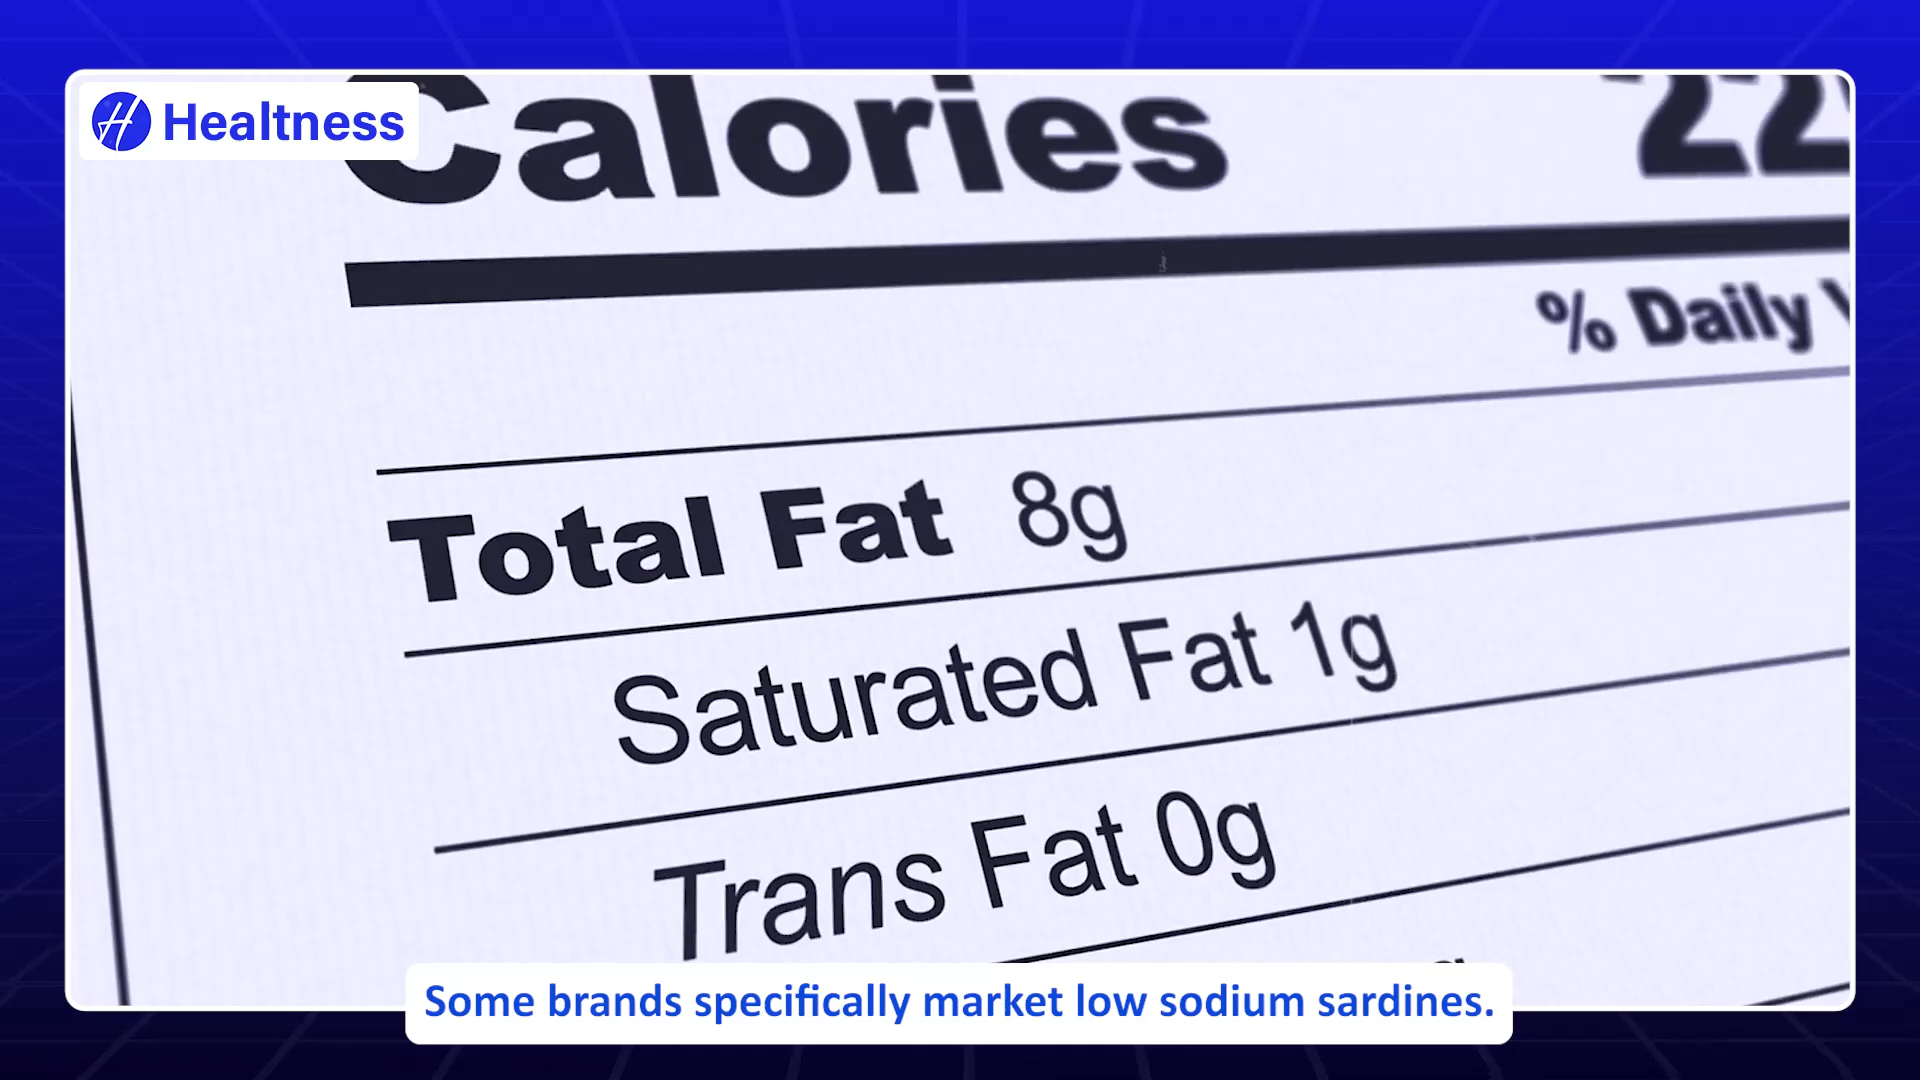 Healtness
Calories 22
% Daily
Total Fat 8g
Saturated Fat 1g
Trans Fat 0g
Some brands specifically market low sodium sardines.